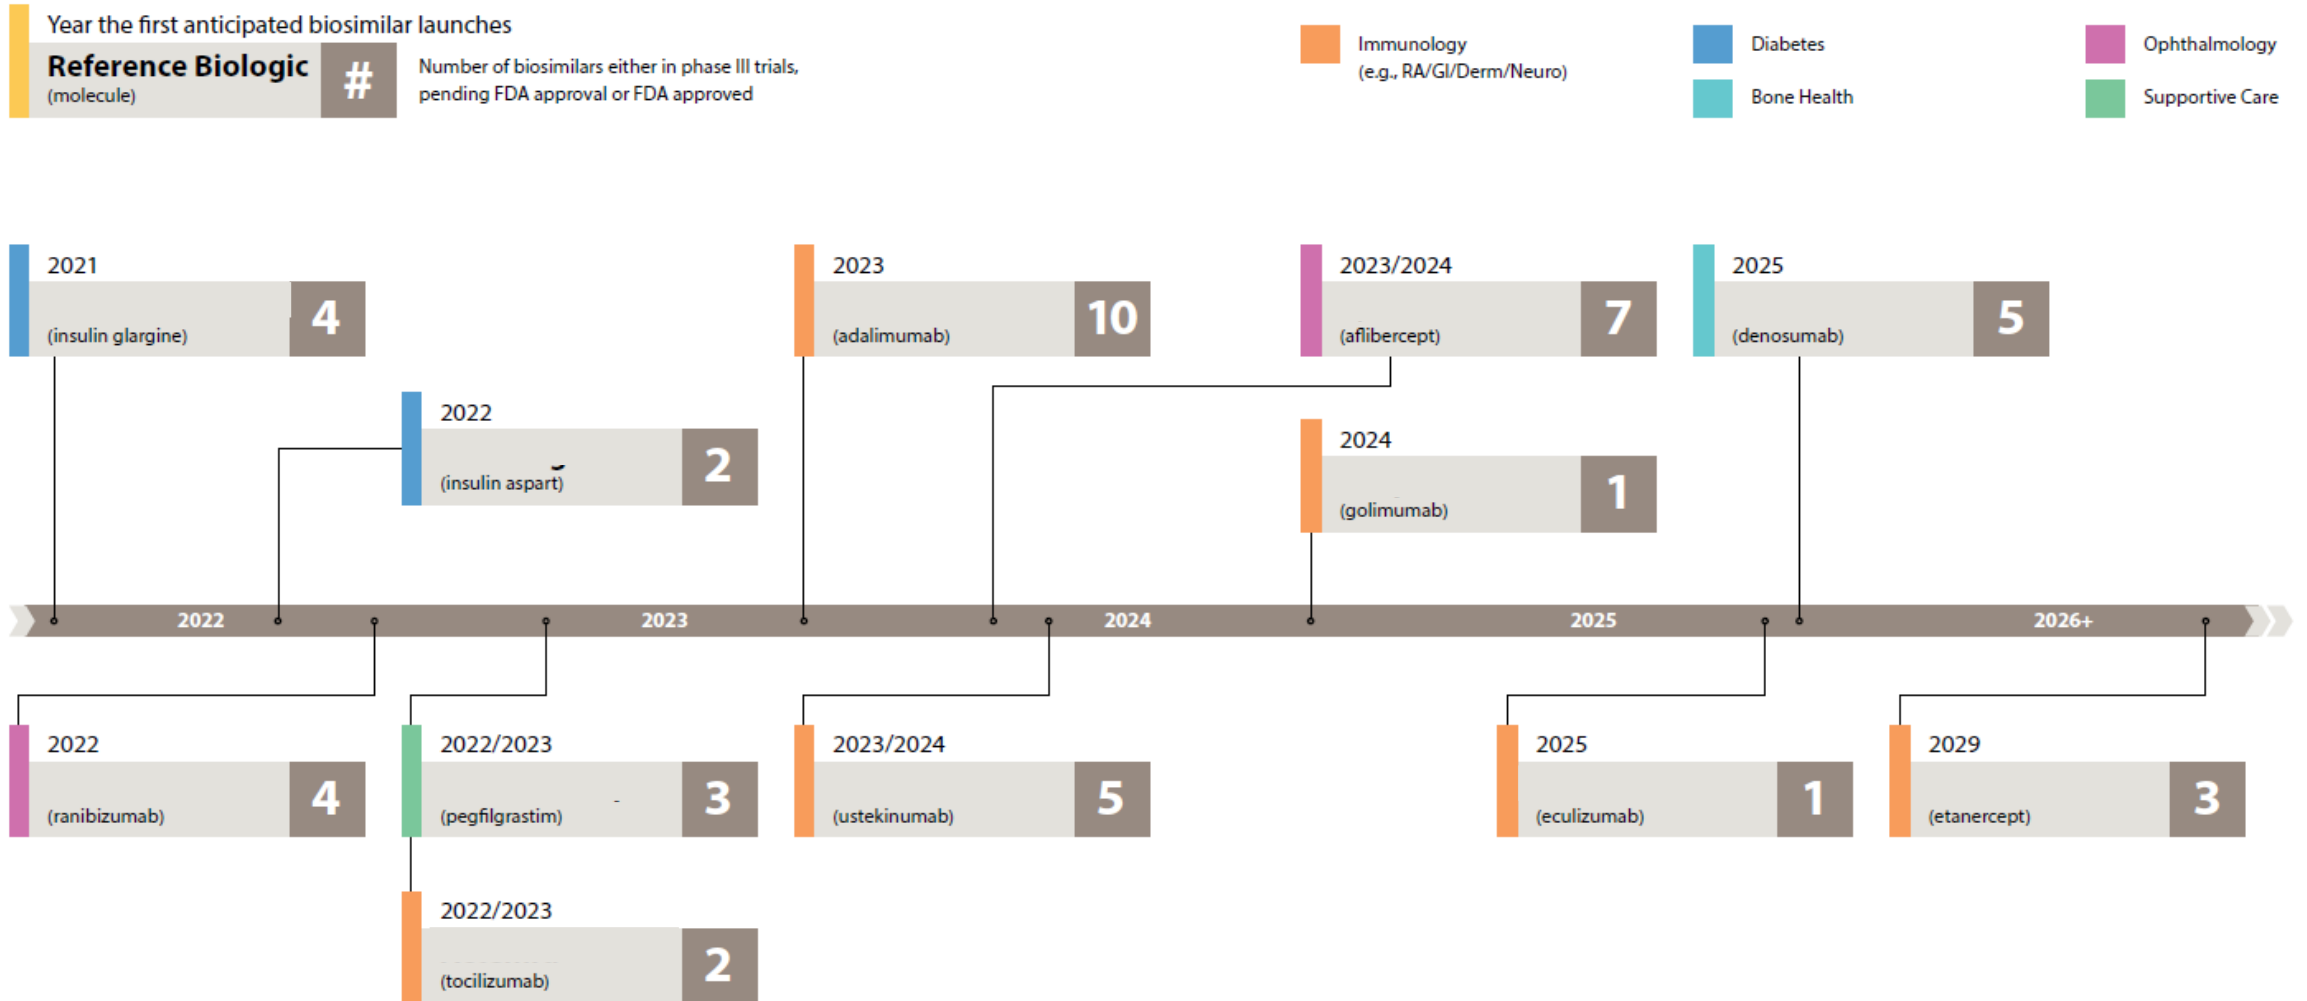 Year the first anticipated biosimilar launches
Reference Biologic
(molecule)
#
Number of biosimilars either in phase III trials,
pending FDA approval or FDA approved
Immunology
(e.g., RA/GI/Derm/Neuro)
Diabetes
Bone Health
Ophthalmology
Supportive Care
2021
(insulin glargine)
4
2022
(insulin aspart)
2
2023
(adalimumab)
10
2023/2024
(aflibercept)
7
2024
(golimumab)
1
2025
(denosumab)
5
2022
2023
2024
2025
2026+
2022
(ranibizumab)
4
2022/2023
(pegfilgrastim)
3
2022/2023
(tocilizumab)
2
2023/2024
(ustekinumab)
5
2025
(eculizumab)
1
2029
(etanercept)
3